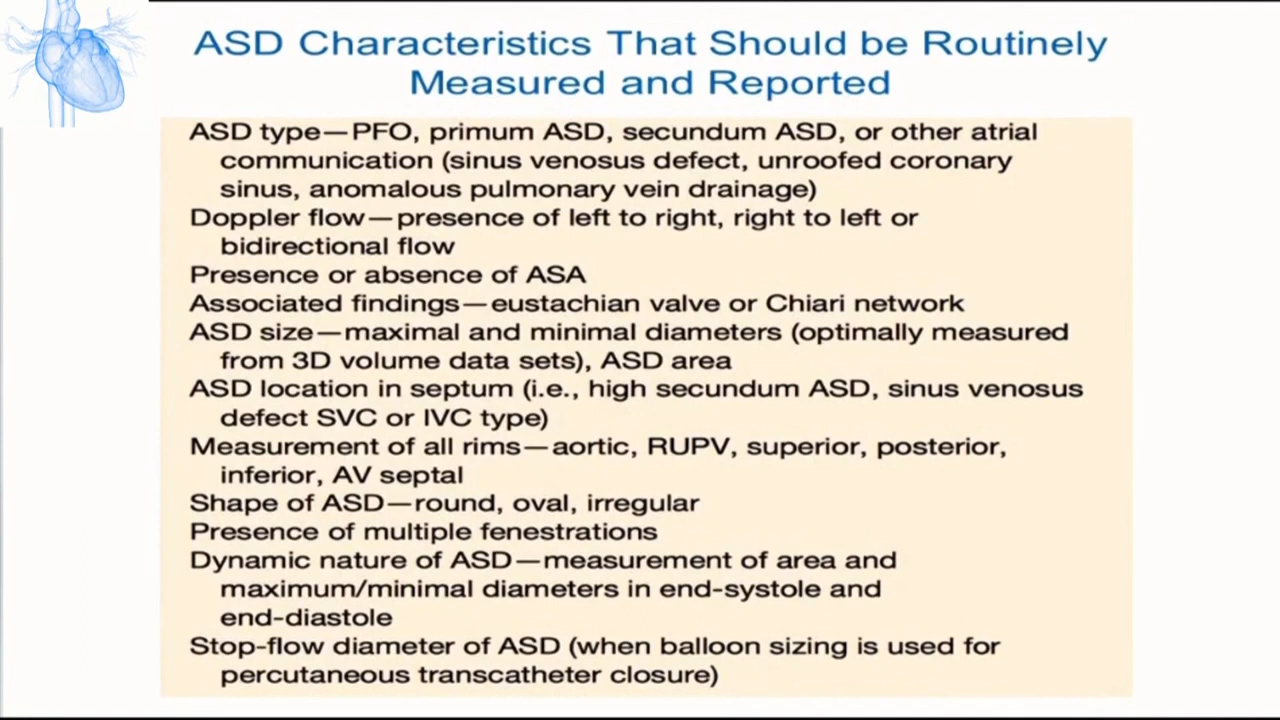 ASD Characteristics That Should be Routinely
Measured and Reported
ASD type—PFO, primum ASD, secundum ASD, or other atrial
communication (sinus venosus defect, unroofed coronary
sinus, anomalous pulmonary vein drainage)
Doppler flow—presence of left to right, right to left or
bidirectional flow
Presence or absence of ASA
Associated findings—eustachian valve or Chiari network
ASD size—maximal and minimal diameters (optimally measured
from 3D volume data sets), ASD area
ASD location in septum (i.e., high secundum ASD, sinus venosus
defect SVC or IVC type)
Measurement of all rims—aortic, RUPV, superior, posterior,
inferior, AV septal
Shape of ASD—round, oval, irregular
Presence of multiple fenestrations
Dynamic nature of ASD—measurement of area and
maximum/minimal diameters in end-systole and
end-diastole
Stop-flow diameter of ASD (when balloon sizing is used for
percutaneous transcatheter closure)